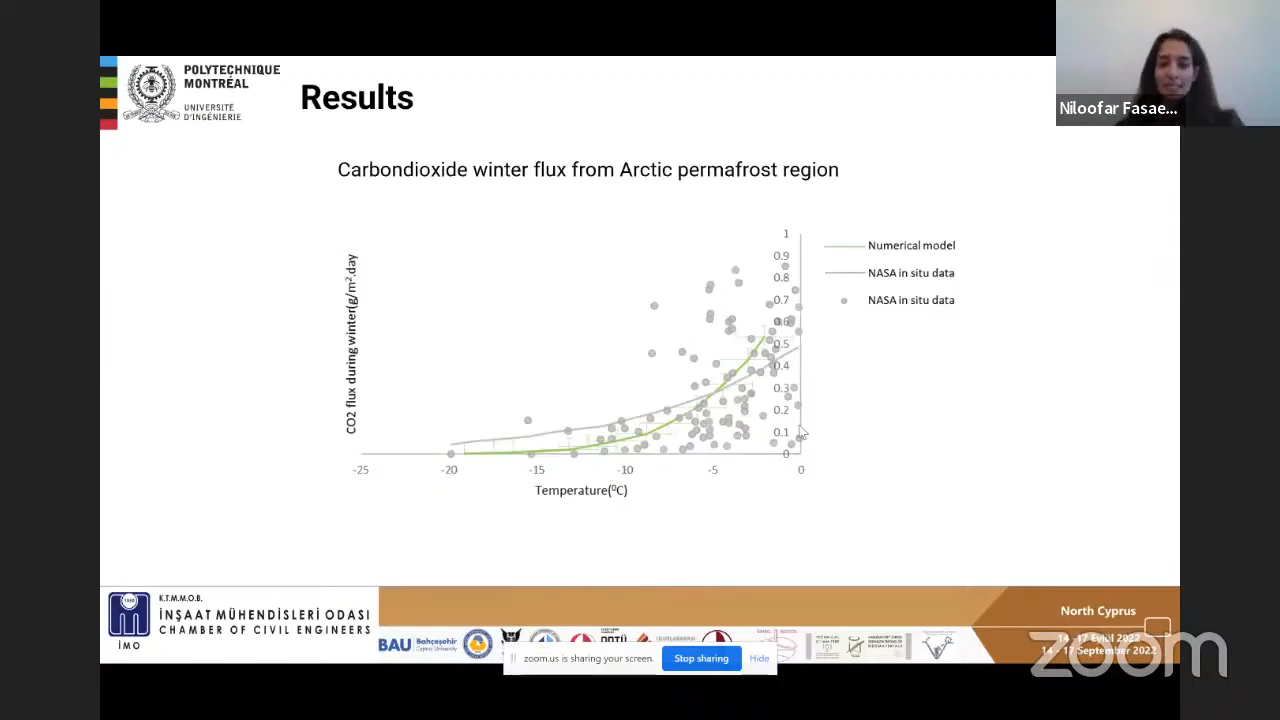 POLYTECHNIQUE
MONTRÉAL
UNIVERSITÉ
D'INGÉNIERIE
Results
Niloofar Fasae...
Carbondioxide winter flux from Arctic permafrost region
CO2 flux during winter(g/m².day)
1
0.9
0.8
0.7
0.6
0.5
0.4
0.3
0.2
0.1
0
-25 -20 -15 -10 -5 0
Temperature(⁰C)
Numerical model
NASA in situ data
NASA in situ data
K.T.M.M.O.B.
İNŞAAT MÜHENDİSLERİ ODASI
CHAMBER OF CIVIL ENGINEERS
İMO
BAU Bahçeşehir
Cyprus University
North Cyprus
14 - 17 Eylül 2022
14 - 17 September 2022
zoom
zoom.us is sharing your screen. Stop sharing Hide